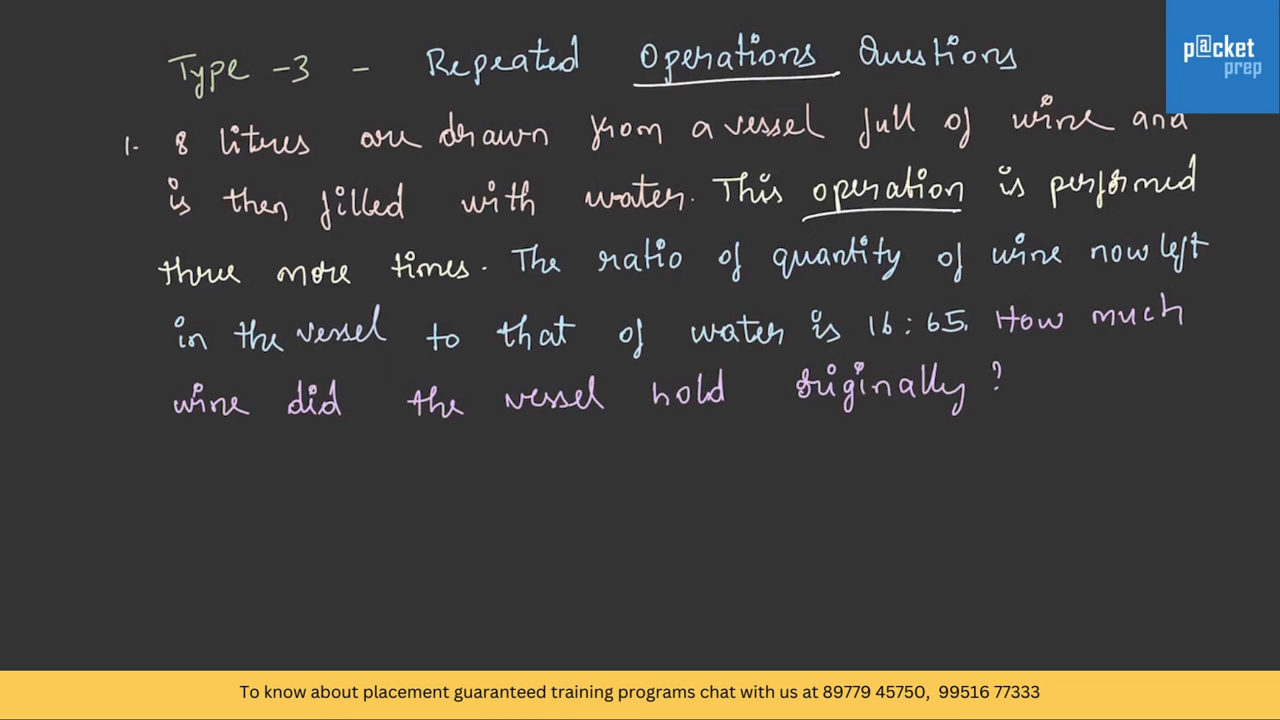 Type -3 - Repeated Operations Questions
p@cket
prep
1. 8 litres are drawn from a vessel full of wine and
is then filled with water. This operation is performed
three more times. The ratio of quantity of wine now left
in the vessel to that of water is 16:65. How much
wine did the vessel hold originally?
To know about placement guaranteed training programs chat with us at 89779 45750, 99516 77333